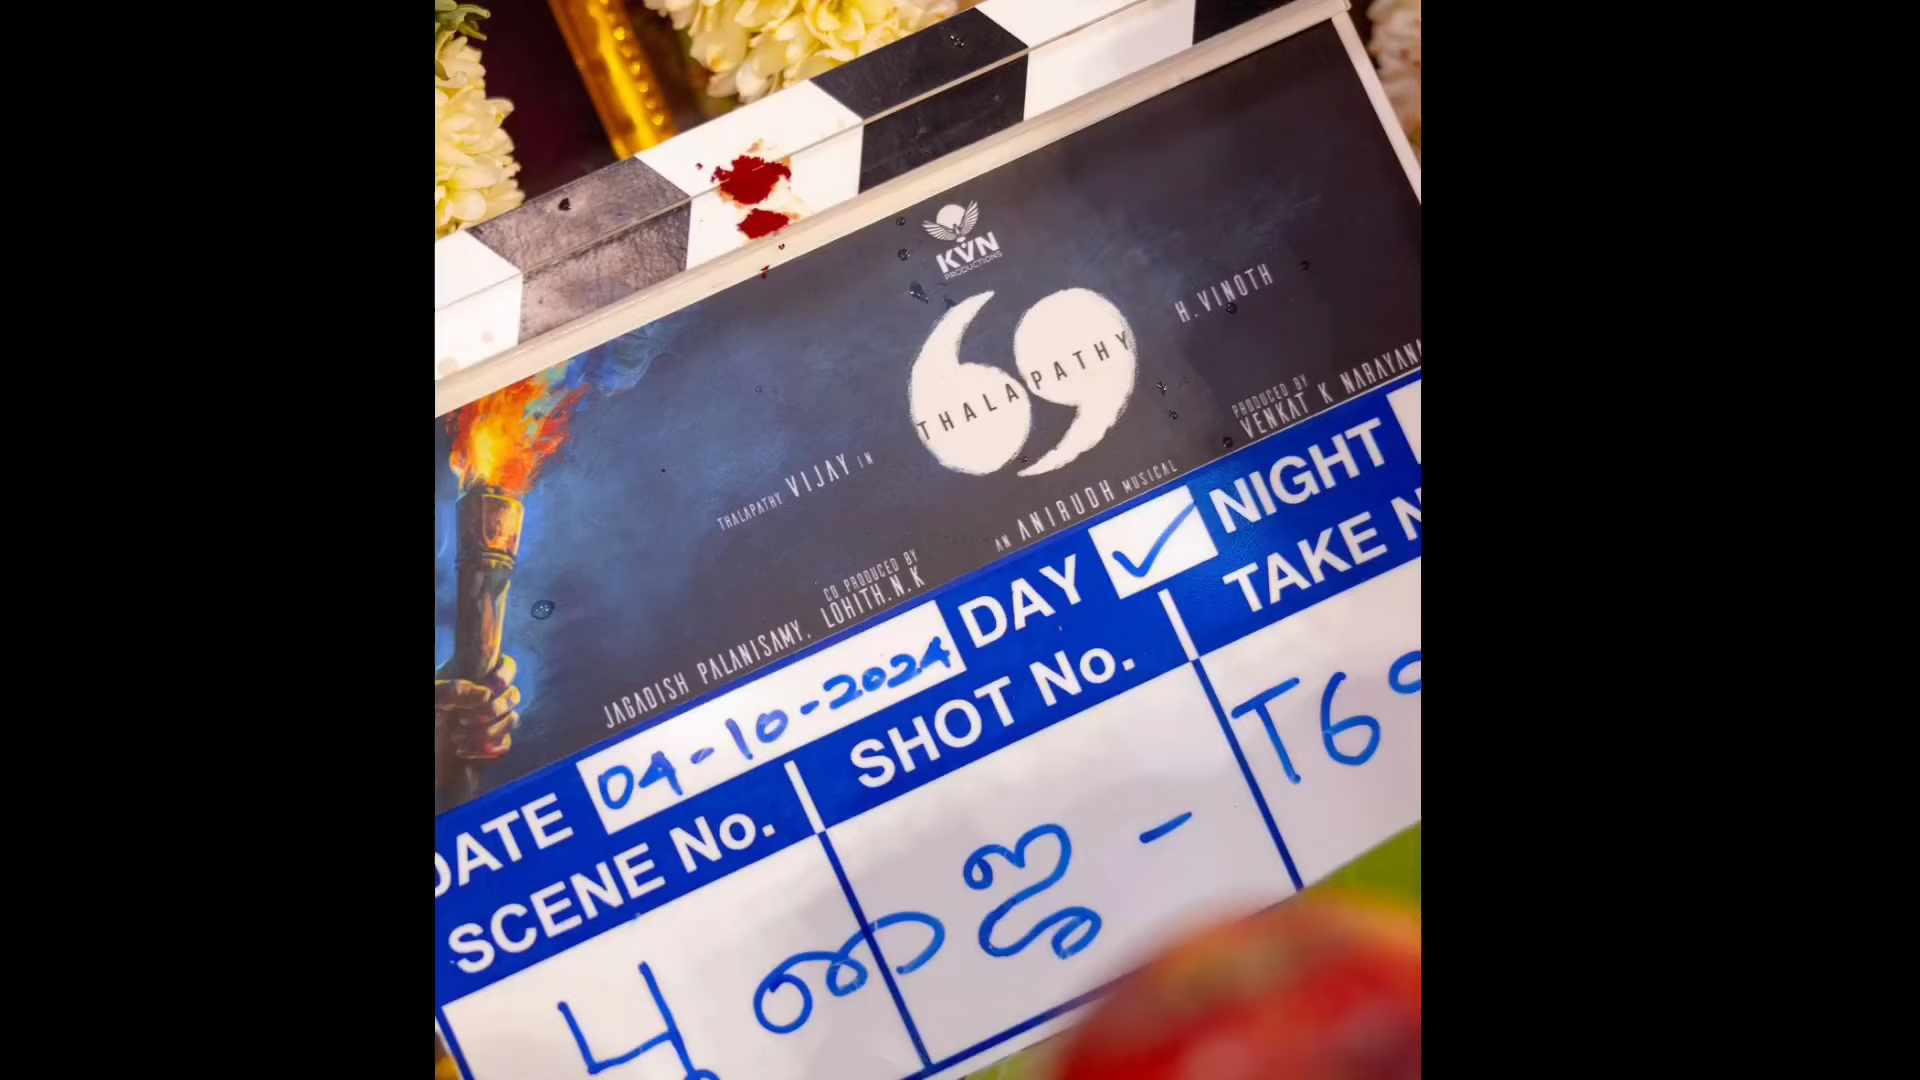 KVN
PRODUCTIONS
THALAPATHY
69
H. VINOTH
THALAPATHY VIJAY IN
AN ANIRUDH MUSICAL
PRODUCED BY
VENKAT K NARAYANA
CO PRODUCED BY
JAGADISH PALANISAMY, LOHITH.N.K
DATE 04-10-2024 DAY ✓ NIGHT
SCENE No. SHOT No. TAKE N
பூஜை - T69